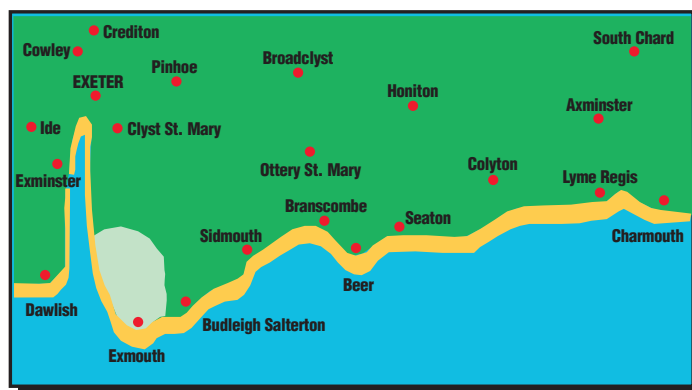 Crediton
South Chard
Cowley
Broadclyst
Pinhoe
EXETER
Honiton
Axminster
Ide
Clyst St. Mary
Ottery St. Mary
Colyton
Exminster
Lyme Regis
Branscombe
Seaton
Sidmouth
Charmouth
Beer
Dawlish
Budleigh Salterton
Exmouth